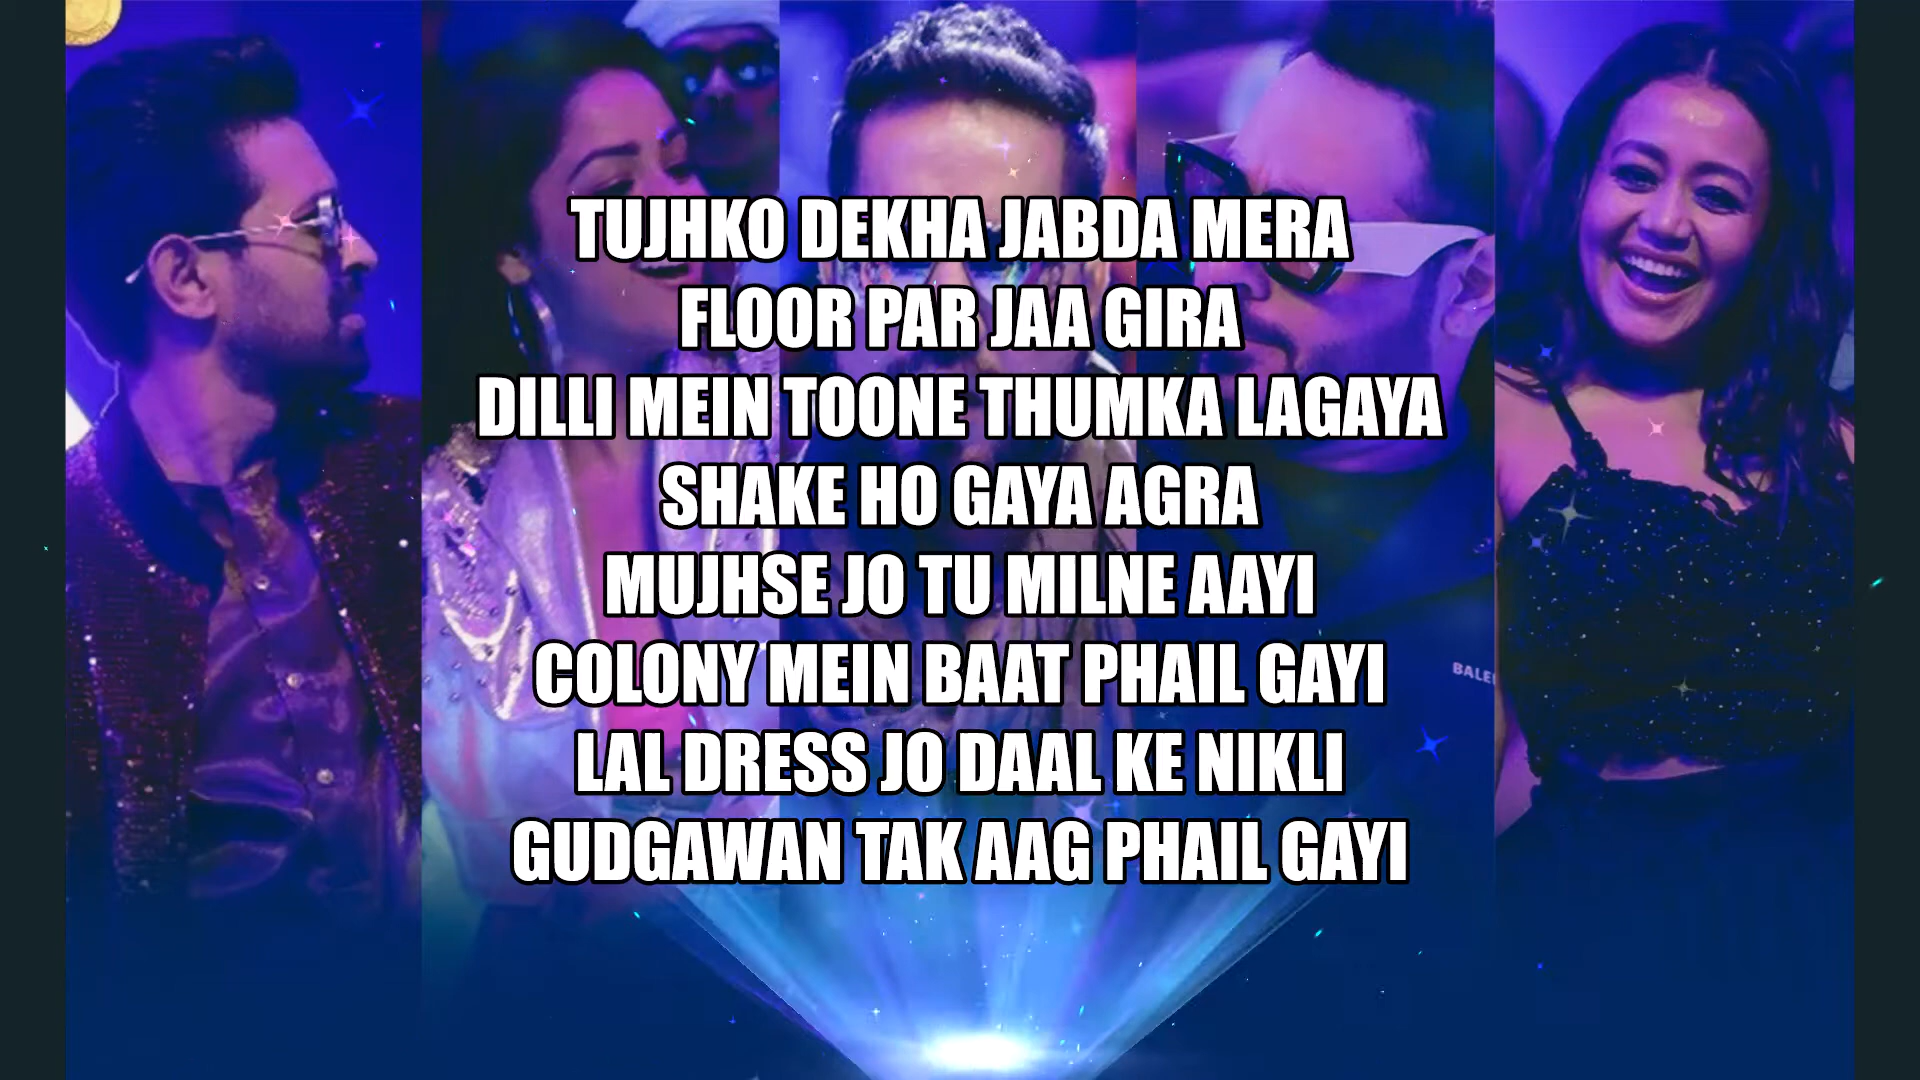 TUJHKO DEKHA JABDA MERA
FLOOR PAR JAA GIRA
DILLI MEIN TOONE THUMKA LAGAYA
SHAKE HO GAYA AGRA
MUJHSE JO TU MILNE AAYI
COLONY MEIN BAAT PHAIL GAYI
LAL DRESS JO DAAL KE NIKLI
GUDGAWAN TAK AAG PHAIL GAYI
BALE